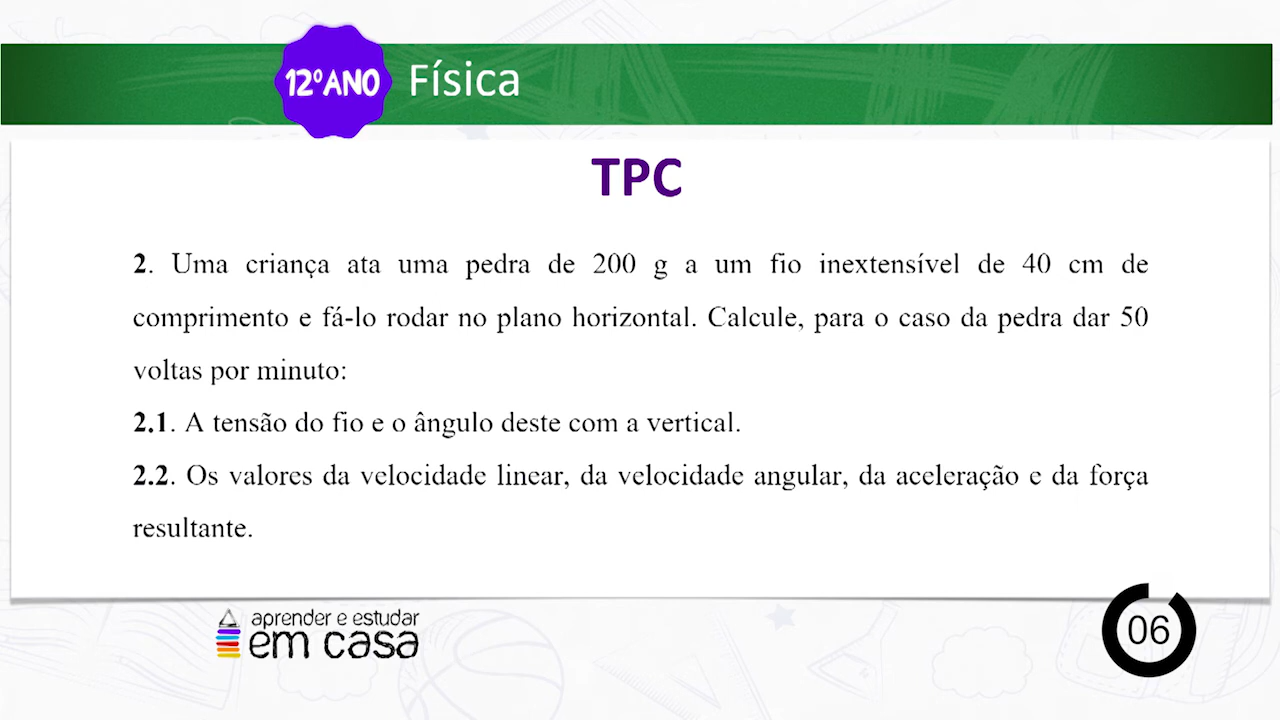 12ºANO Física
TPC
2. Uma criança ata uma pedra de 200 g a um fio inextensível de 40 cm de
comprimento e fá-lo rodar no plano horizontal. Calcule, para o caso da pedra dar 50
voltas por minuto:
2.1. A tensão do fio e o ângulo deste com a vertical.
2.2. Os valores da velocidade linear, da velocidade angular, da aceleração e da força
resultante.
aprender e estudar
em casa
06